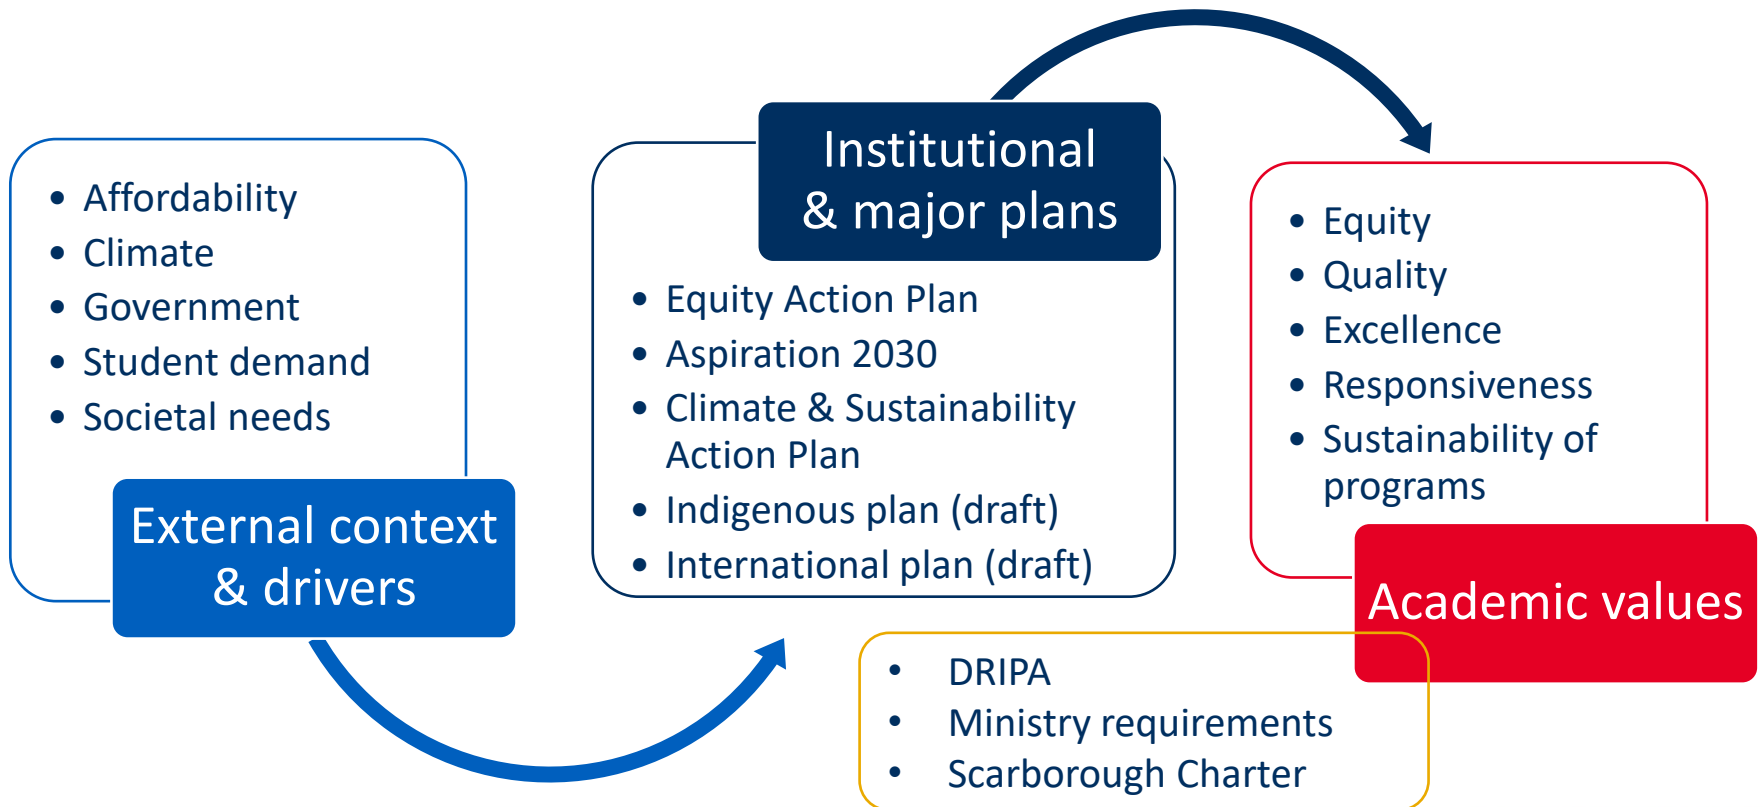 • Affordability
• Climate
• Government
• Student demand
• Societal needs
External context
& drivers
Institutional
& major plans
• Equity Action Plan
• Aspiration 2030
• Climate & Sustainability
Action Plan
• Indigenous plan (draft)
• International plan (draft)
• Equity
• Quality
• Excellence
• Responsiveness
• Sustainability of
programs
Academic values
• DRIPA
• Ministry requirements
• Scarborough Charter